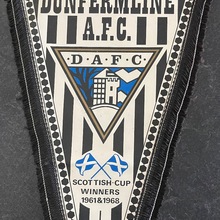 DUNFERMLINE
A.F.C.
D·A·F·C
SCOTTISH·CUP
WINNERS
1961&1968